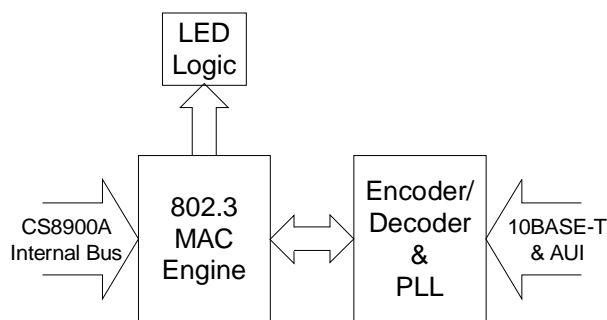 LED
Logic
CS8900A
Internal Bus
802.3
MAC
Engine
Encoder/
Decoder
&
PLL
10BASE-T
& AUI